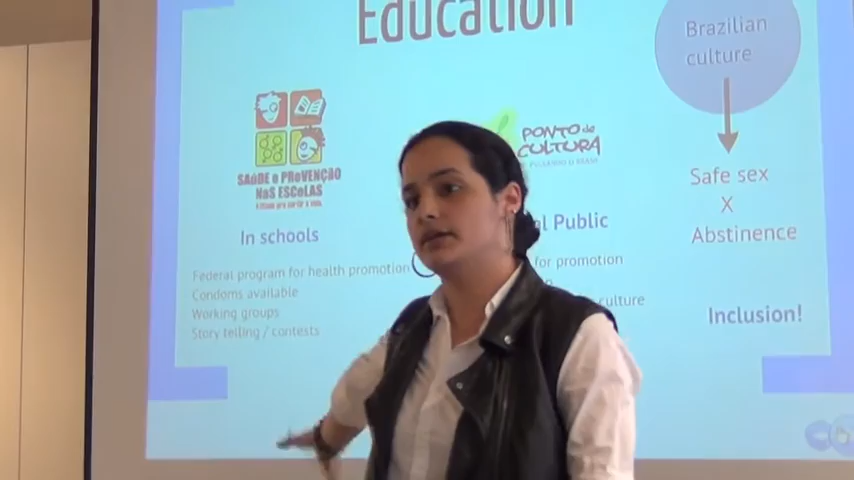 Education
Brazilian
culture
SAÚDE e PReVENÇÃO
NaS ESCoLAS
PONTO de
CULTURA
Safe sex
X
Abstinence
In schools
Public
Federal program for health promotion
Condoms available
Working groups
Story telling / contests
for promotion
culture
Inclusion!